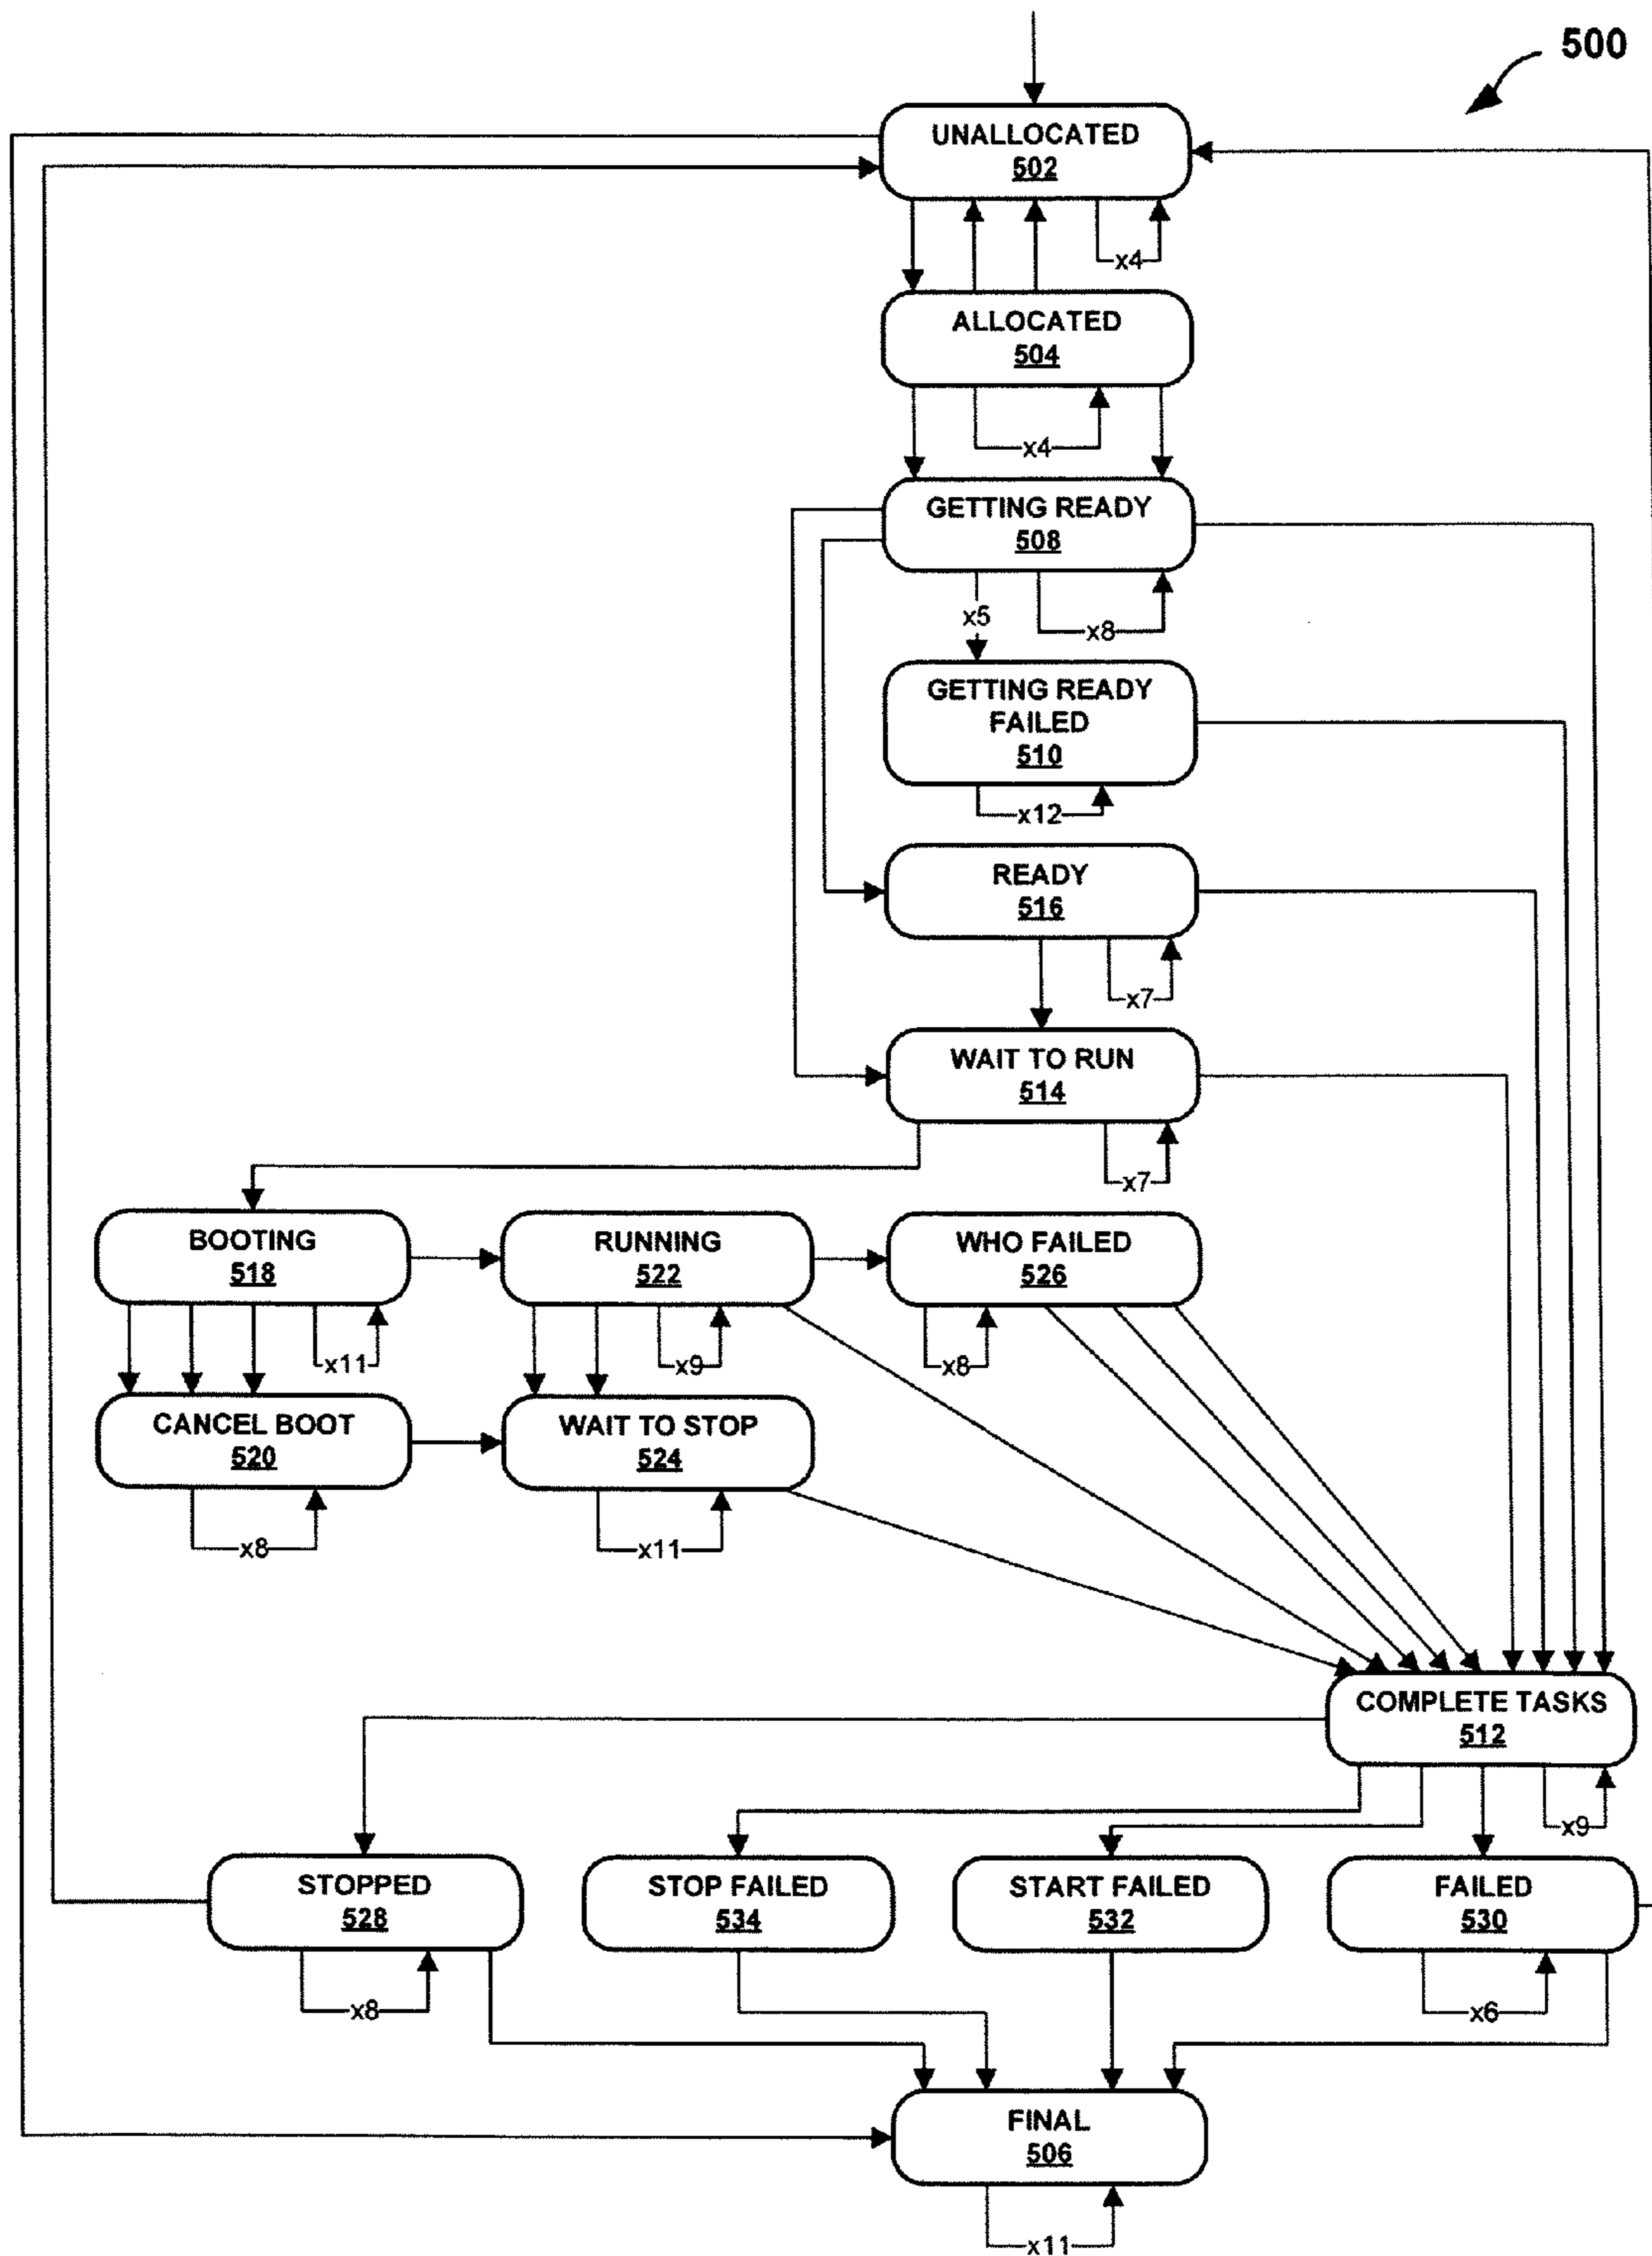 500
UNALLOCATED
502
x4
ALLOCATED
504
x4
GETTING READY
508
x5
x8
GETTING READY
FAILED
510
x12
READY
516
x7
WAIT TO RUN
514
x7
BOOTING
518
RUNNING
522
WHO FAILED
526
x11
x9
x8
CANCEL BOOT
520
WAIT TO STOP
524
x8
x11
COMPLETE TASKS
512
x9
STOPPED
528
STOP FAILED
534
START FAILED
532
FAILED
530
x8
x6
FINAL
506
x11